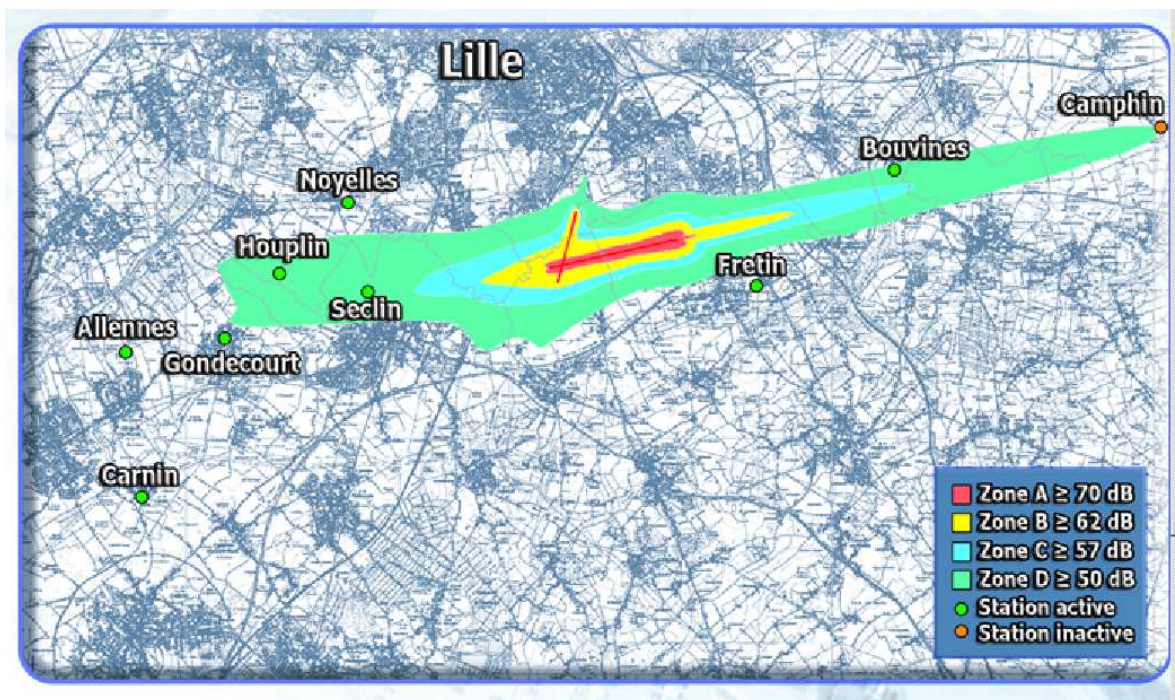 Lille
Camphin
Bouvines
Noyelles
Houplin
Fretin
Seclin
Allennes
Gondecourt
Carnin
Zone A ≥ 70 dB
Zone B ≥ 62 dB
Zone C ≥ 57 dB
Zone D ≥ 50 dB
Station active
Station inactive